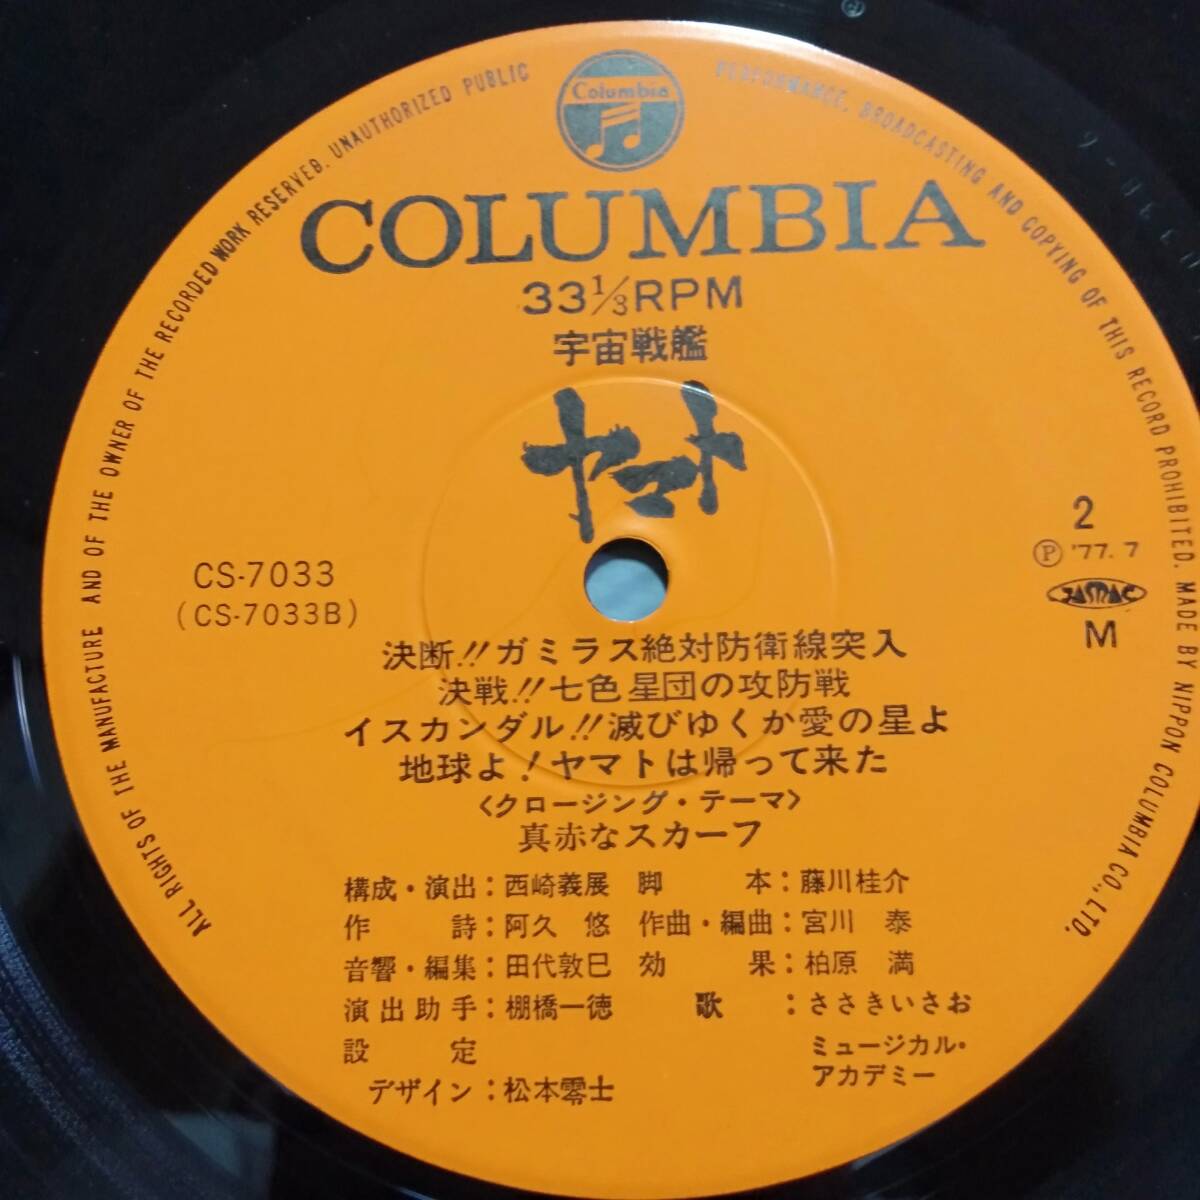 Columbia
COLUMBIA
33 1/3 RPM
宇宙戦艦
ヤマト
CS-7033
(CS-7033B)
2
Ⓟ '77. 7
JASRAC
M
決断!!ガミラス絶対防衛線突入
決戦!!七色星団の攻防戦
イスカンダル!!滅びゆくか愛の星よ
地球よ!ヤマトは帰って来た
〈クロージング・テーマ〉
真赤なスカーフ
構成・演出:西崎義展 脚本:藤川桂介
作詩:阿久 悠 作曲・編曲:宮川 泰
音響・編集:田代敦巳 効果:柏原 満
演出助手:棚橋一徳 歌:ささきいさお
設定 ミュージカル・
デザイン:松本零士 アカデミー
ALL RIGHTS OF THE MANUFACTURE AND OF THE OWNER OF THE RECORDED WORK RESERVED. UNAUTHORIZED PUBLIC PERFORMANCE, BROADCASTING AND COPYING OF THIS RECORD PROHIBITED. MADE BY NIPPON COLUMBIA CO., LTD.